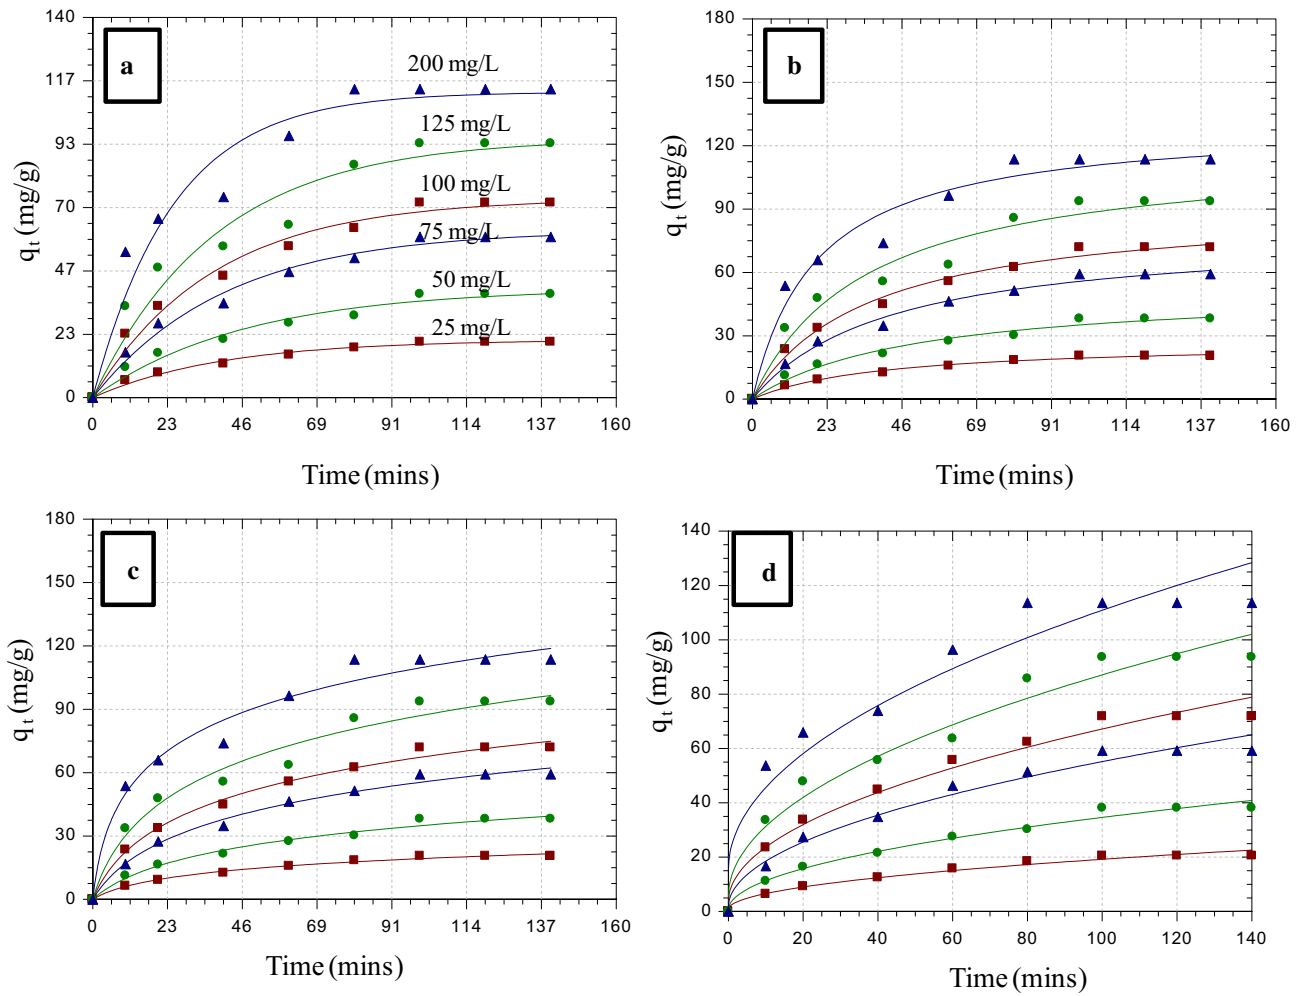 a
200 mg/L
125 mg/L
100 mg/L
75 mg/L
50 mg/L
25 mg/L
140
117
93
70
47
23
0
0 23 46 69 91 114 137 160
qt (mg/g)
Time (mins)
b
180
150
120
90
60
30
0
0 23 46 69 91 114 137 160
qt (mg/g)
Time (mins)
c
180
150
120
90
60
30
0
0 23 46 69 91 114 137 160
qt (mg/g)
Time (mins)
d
140
120
100
80
60
40
20
0
0 20 40 60 80 100 120 140
qt (mg/g)
Time (mins)